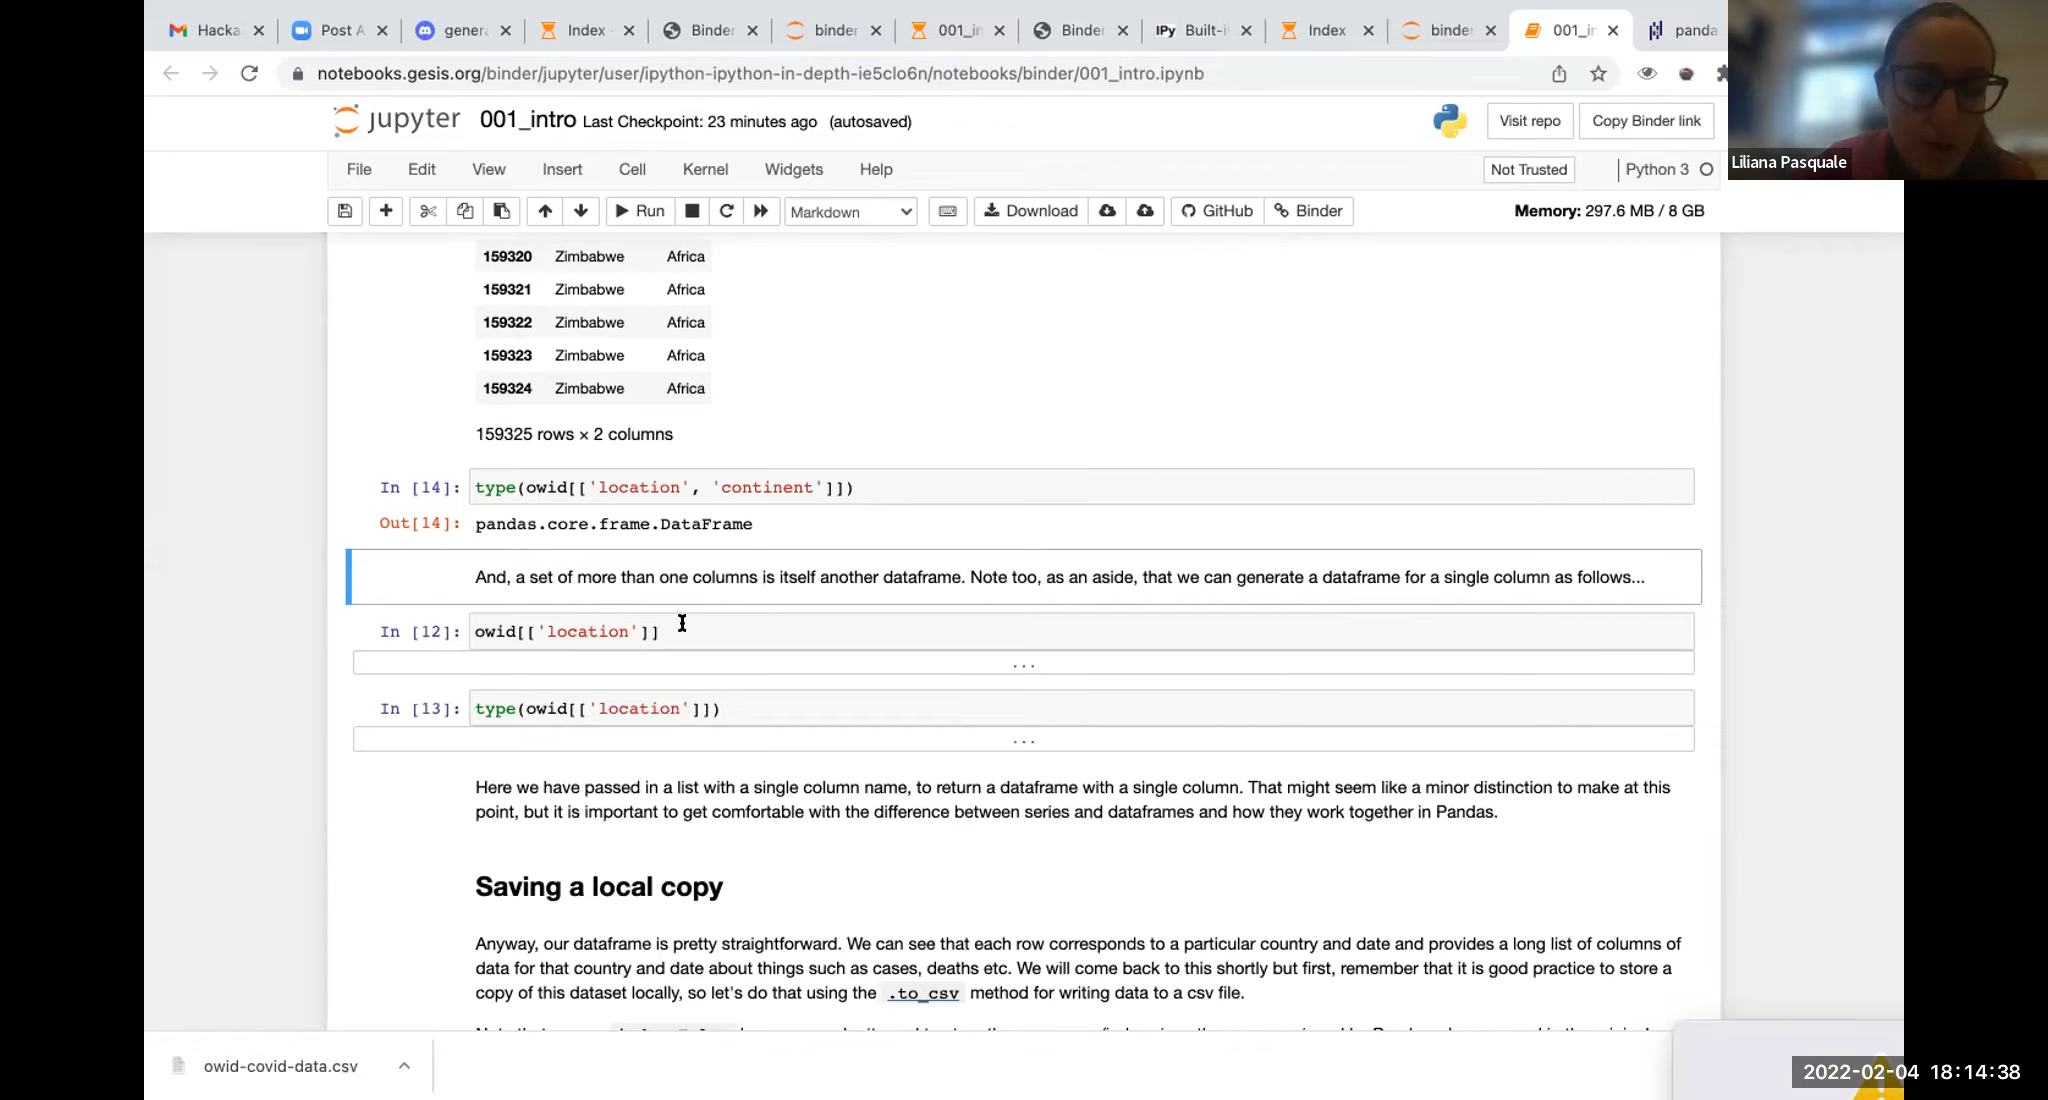 Hacka
Post A
genera
Index
Binder
binder
001_in
Binder
IPy Built-i
Index
binder
001_in
panda
notebooks.gesis.org/binder/jupyter/user/ipython-ipython-in-depth-ie5clo6n/notebooks/binder/001_intro.ipynb
Liliana Pasquale
jupyter 001_intro Last Checkpoint: 23 minutes ago (autosaved)
Visit repo
Copy Binder link
File Edit View Insert Cell Kernel Widgets Help
Not Trusted
Python 3
Run
Markdown
Download
GitHub
Binder
Memory: 297.6 MB / 8 GB
159320 Zimbabwe Africa
159321 Zimbabwe Africa
159322 Zimbabwe Africa
159323 Zimbabwe Africa
159324 Zimbabwe Africa
159325 rows × 2 columns
In [14]: type(owid[['location', 'continent']])
Out[14]: pandas.core.frame.DataFrame
And, a set of more than one columns is itself another dataframe. Note too, as an aside, that we can generate a dataframe for a single column as follows...
In [12]: owid[['location']]
...
In [13]: type(owid[['location']])
...
Here we have passed in a list with a single column name, to return a dataframe with a single column. That might seem like a minor distinction to make at this
point, but it is important to get comfortable with the difference between series and dataframes and how they work together in Pandas.
Saving a local copy
Anyway, our dataframe is pretty straightforward. We can see that each row corresponds to a particular country and date and provides a long list of columns of
data for that country and date about things such as cases, deaths etc. We will come back to this shortly but first, remember that it is good practice to store a
copy of this dataset locally, so let's do that using the .to_csv method for writing data to a csv file.
owid-covid-data.csv
2022-02-04 18:14:38